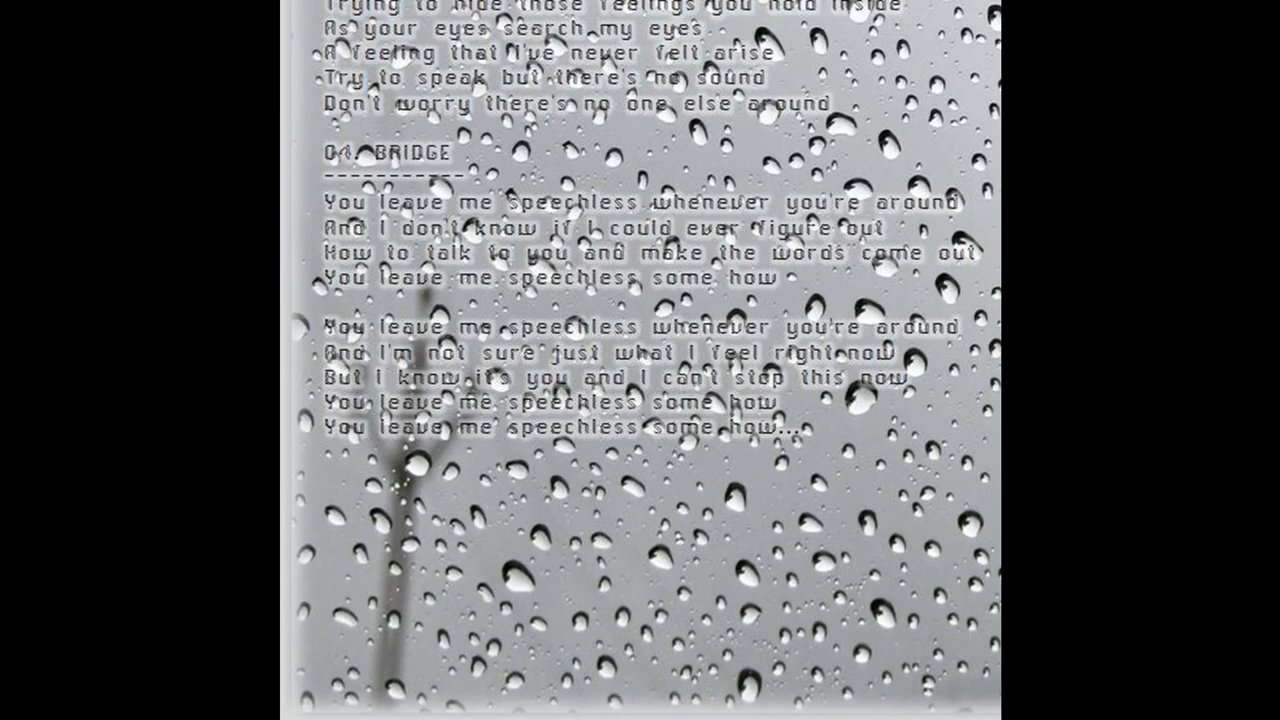 Trying to hide those feelings you hold inside
As your eyes search my eyes
A feeling that I've never felt arise
Try to speak but there's no sound
Don't worry there's no one else around
04. BRIDGE
-----------
You leave me speechless whenever you're around
And I don't know if I could ever figure out
How to talk to you and make the words come out
You leave me speechless some how
You leave me speechless whenever you're around
And I'm not sure just what I feel right now
But I know it's you and I can't stop this now
You leave me speechless some how
You leave me speechless some how...